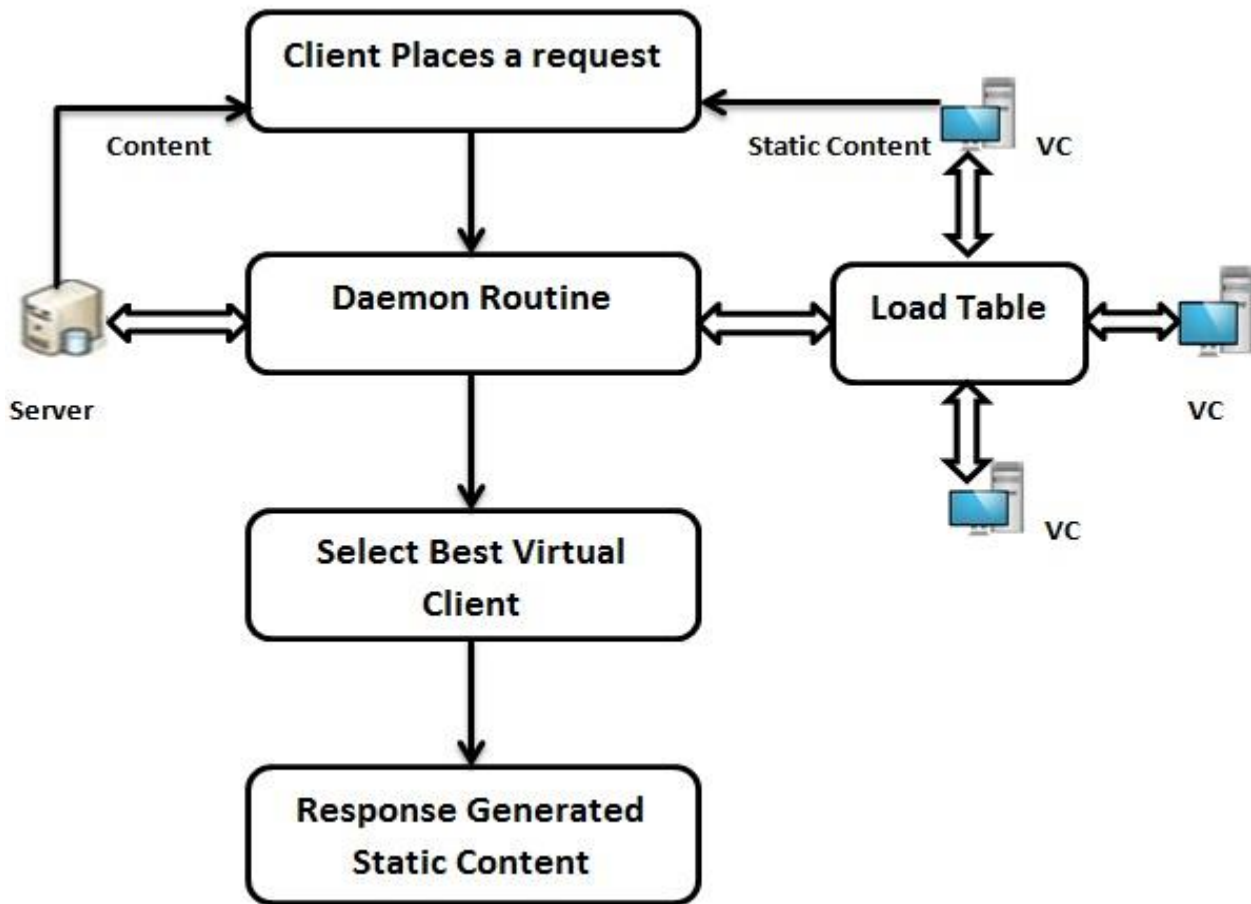 Client Places a request
Content
Static Content
VC
Daemon Routine
Load Table
Server
VC
VC
Select Best Virtual
Client
Response Generated
Static Content